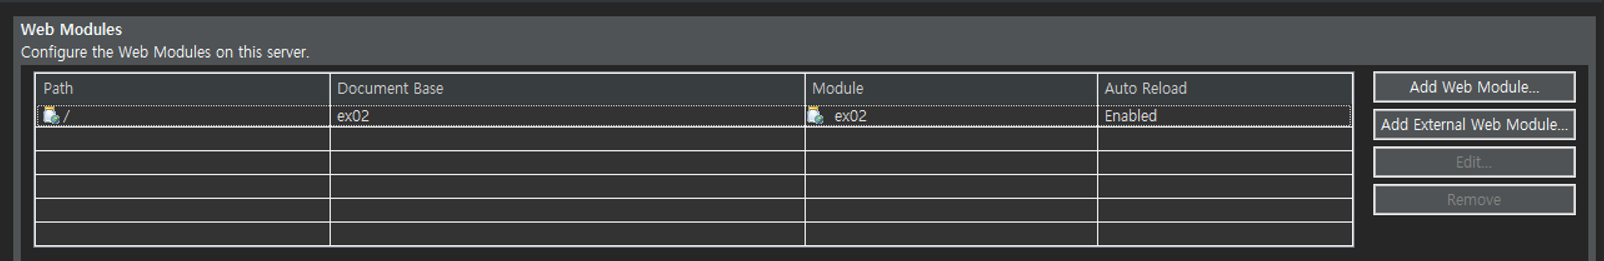 Web Modules
Configure the Web Modules on this server.
Path Document Base Module Auto Reload
/ ex02 ex02 Enabled
Add Web Module...
Add External Web Module...
Edit...
Remove